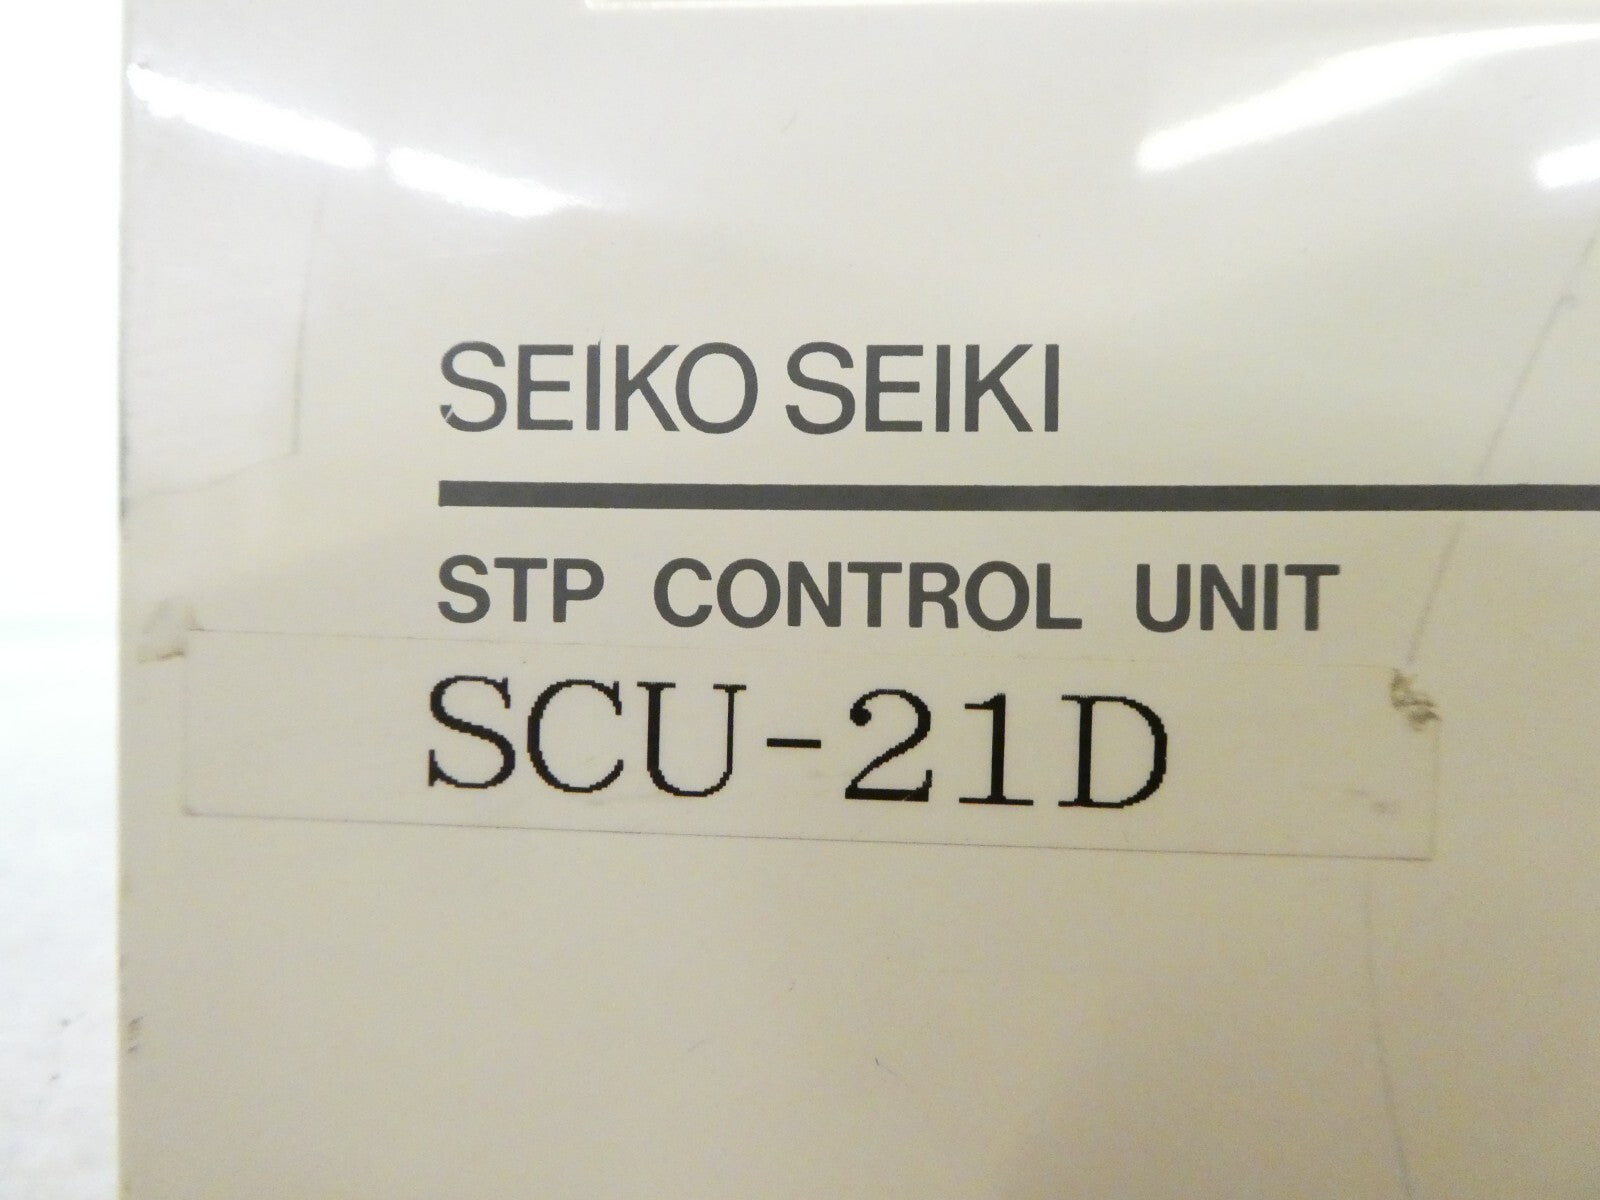 SEIKO SEIKI
STP CONTROL UNIT
SCU-21D